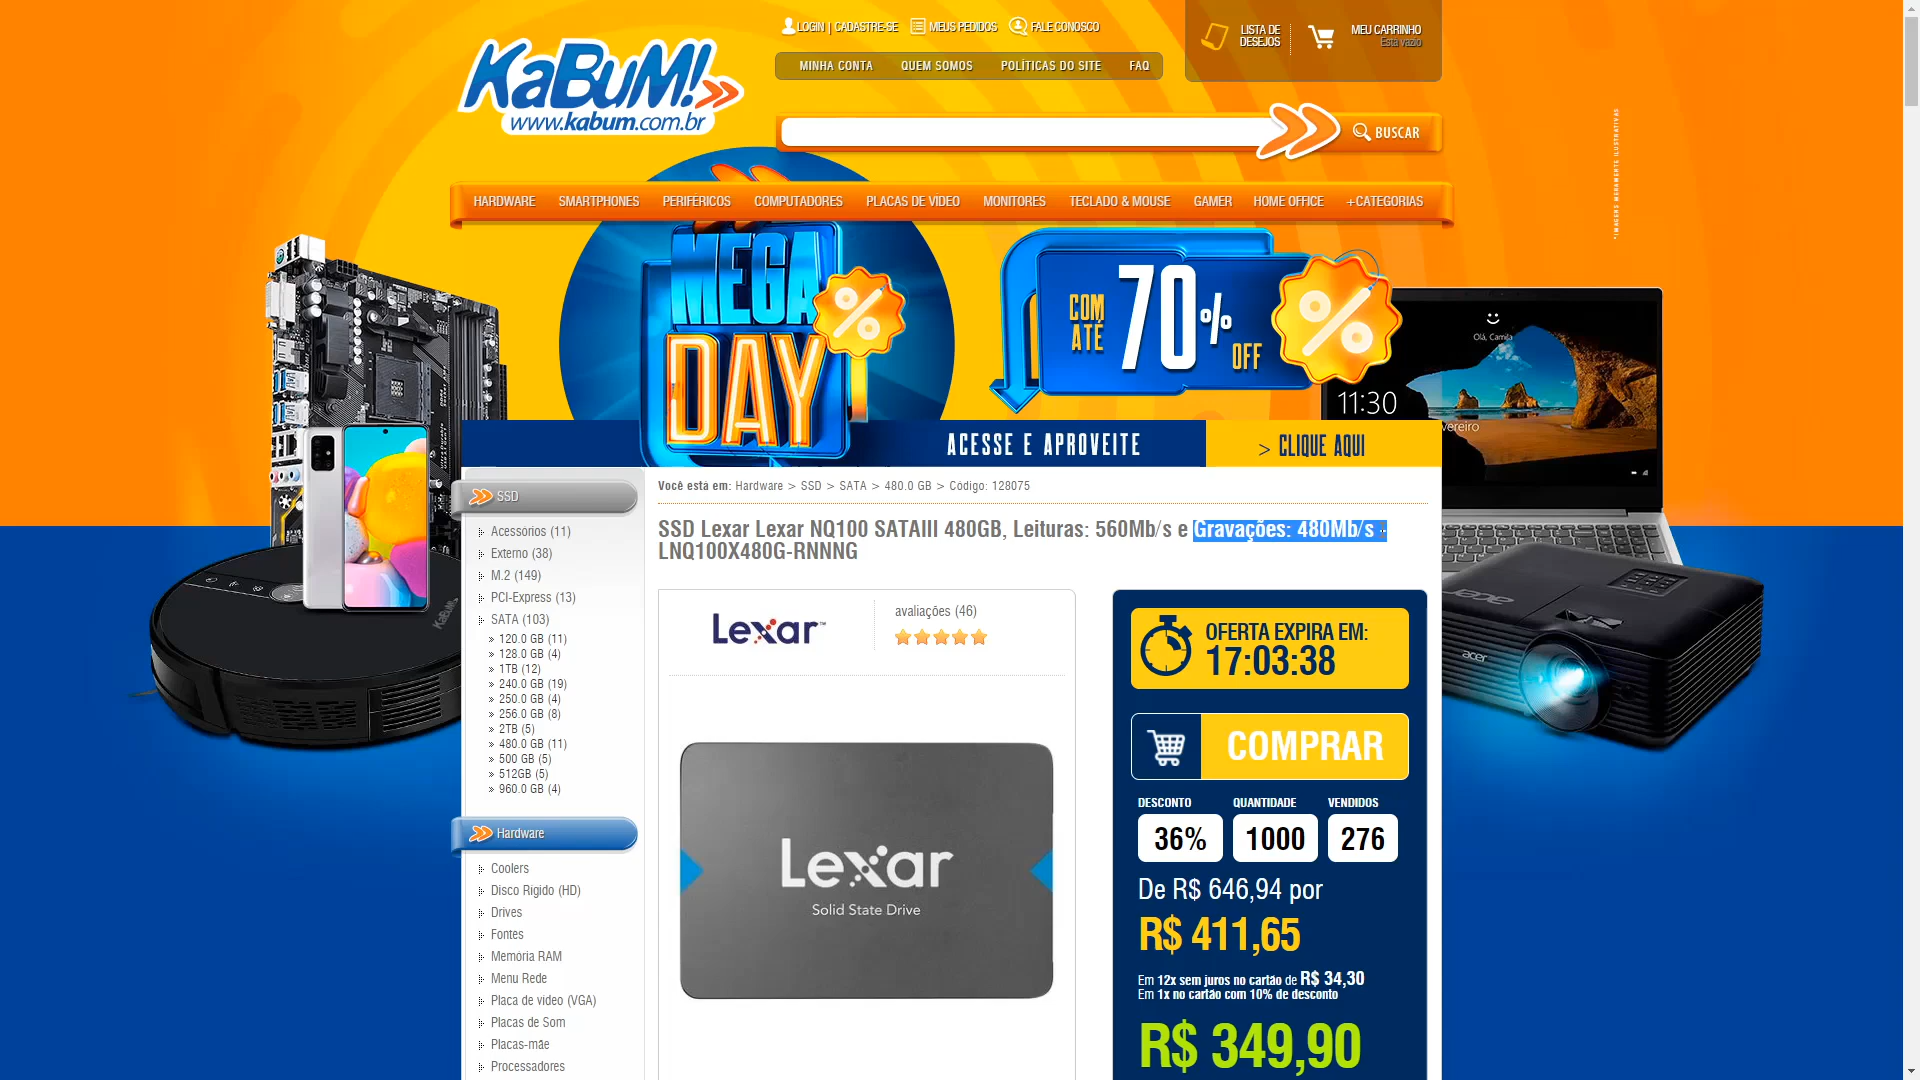 LOGIN | CADASTRE-SE
MEUS PEDIDOS
FALE CONOSCO
LISTA DE
DESEJOS
MEU CARRINHO
Está vazio
MINHA CONTA
QUEM SOMOS
POLÍTICAS DO SITE
FAQ
KaBuM!
www.kabum.com.br
BUSCAR
*IMAGENS MERAMENTE ILUSTRATIVAS
HARDWARE
SMARTPHONES
PERIFÉRICOS
COMPUTADORES
PLACAS DE VÍDEO
MONITORES
TECLADO & MOUSE
GAMER
HOME OFFICE
+CATEGORIAS
MEGA
DAY
%
COM
ATÉ
70%
OFF
%
Olá, Camila
11:30
vereiro
ACESSE E APROVEITE
> CLIQUE AQUI
SSD
Acessórios (11)
Externo (38)
M.2 (149)
PCI-Express (13)
SATA (103)
» 120.0 GB (11)
» 128.0 GB (4)
» 1TB (12)
» 240.0 GB (19)
» 250.0 GB (4)
» 256.0 GB (8)
» 2TB (5)
» 480.0 GB (11)
» 500 GB (5)
» 512GB (5)
» 960.0 GB (4)
Hardware
Coolers
Disco Rígido (HD)
Drives
Fontes
Memória RAM
Menu Rede
Placa de vídeo (VGA)
Placas de Som
Placas-mãe
Processadores
Você está em: Hardware > SSD > SATA > 480.0 GB > Código: 128075
SSD Lexar Lexar NQ100 SATAIII 480GB, Leituras: 560Mb/s e Gravações: 480Mb/s -
LNQ100X480G-RNNNG
Lexar™
avaliações (46)
Lexar
Solid State Drive
OFERTA EXPIRA EM:
17:03:38
COMPRAR
DESCONTO
QUANTIDADE
VENDIDOS
36%
1000
276
De R$ 646,94 por
R$ 411,65
Em 12x sem juros no cartão de R$ 34,30
Em 1x no cartão com 10% de desconto
R$ 349,90
KaBuM!
acer
acer